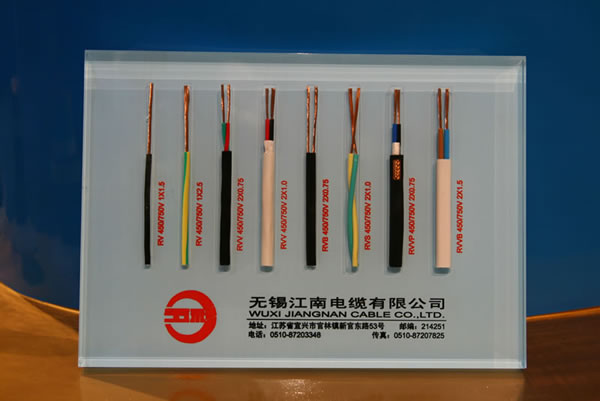 RV 450/750V 1X1.5
RV 450/750V 1X2.5
RVV 450/750V 2X0.75
RVV 450/750V 2X1.0
RVB 450/750V 2X0.75
RVS 450/750V 2X1.0
RVVP 450/750V 2X0.75
RVVB 450/750V 2X1.5
无锡江南电缆有限公司
WUXI JIANGNAN CABLE CO.,LTD.
地址：江苏省宜兴市官林镇新官东路53号 邮编：214251
电话：0510-87203348 传真：0510-87207825